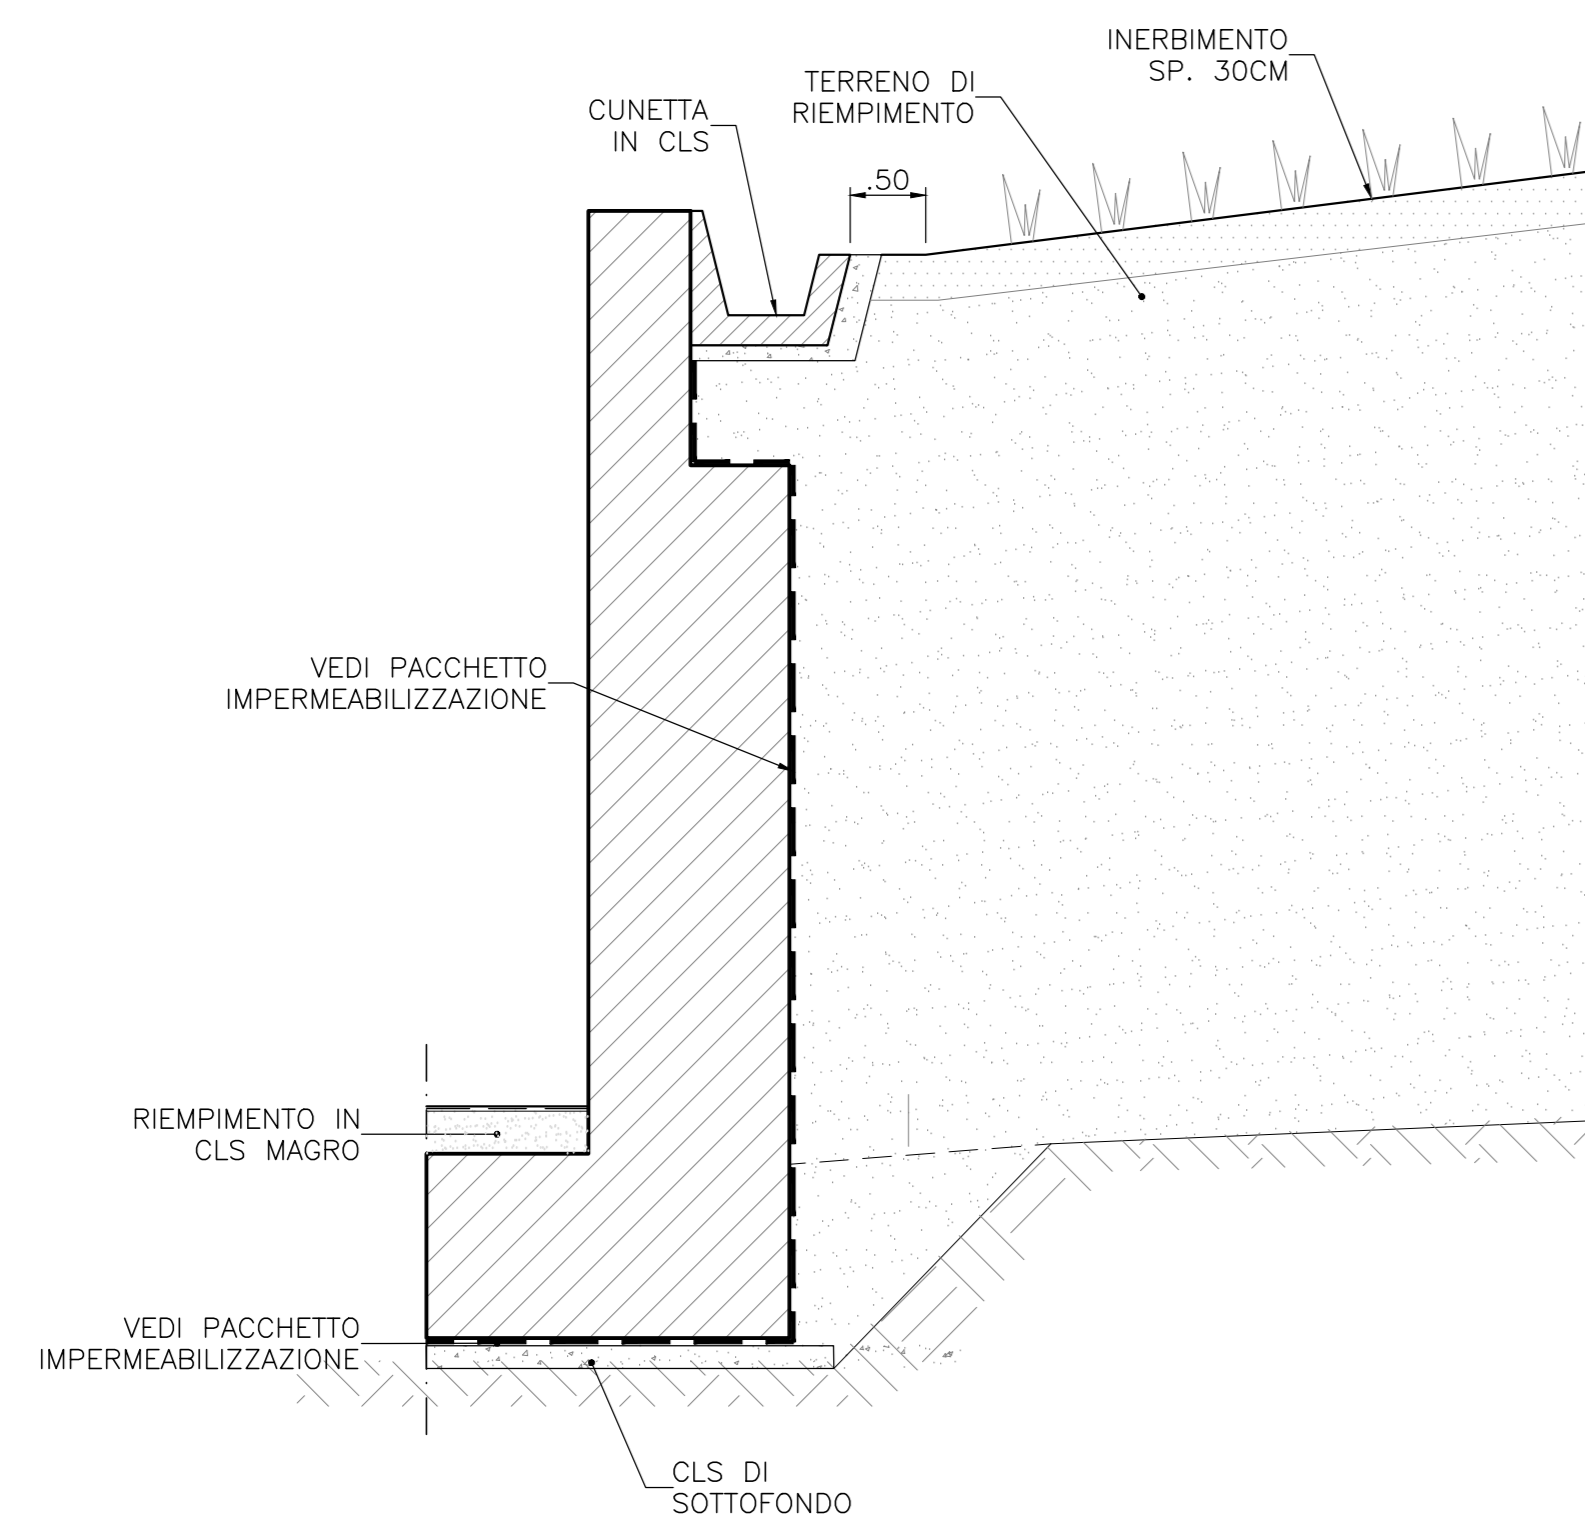 INERBIMENTO
SP. 30CM
TERRENO DI
RIEMPIMENTO
CUNETTA
IN CLS
.50
VEDI PACCHETTO
IMPERMEABILIZZAZIONE
RIEMPIMENTO IN
CLS MAGRO
VEDI PACCHETTO
IMPERMEABILIZZAZIONE
CLS DI
SOTTOFONDO